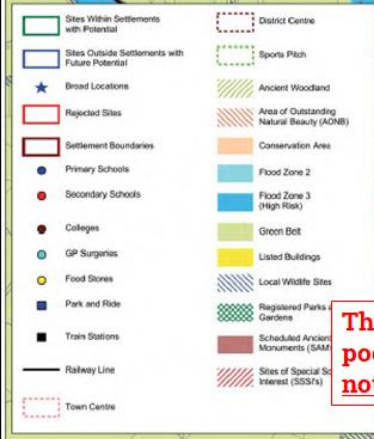 Sites Within Settlements
with Potential
Sites Outside Settlements with
Future Potential
Broad Locations
Rejected Sites
Settlement Boundaries
Primary Schools
Secondary Schools
Colleges
GP Surgeries
Food Stores
Park and Ride
Train Stations
Railway Line
Town Centre
District Centre
Sports Pitch
Ancient Woodland
Area of Outstanding
Natural Beauty (AONB)
Conservation Area
Flood Zone 2
Flood Zone 3
(High Risk)
Green Belt
Listed Buildings
Local Wildlife Sites
Registered Parks
Gardens
Scheduled Ancien
Monuments (SAM
Sites of Special Sc
Interest (SSSI's)
Th
poo
no